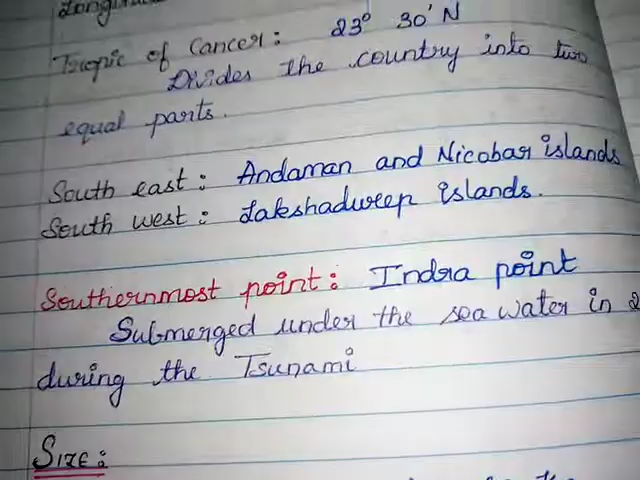 Tropic of Cancer: 23° 30' N
Divides the country into two
equal parts.
South east: Andaman and Nicobar islands
South west: Lakshadweep islands.
Southernmost point: Indra point
Submerged under the sea water in 2
during the Tsunami
Size: